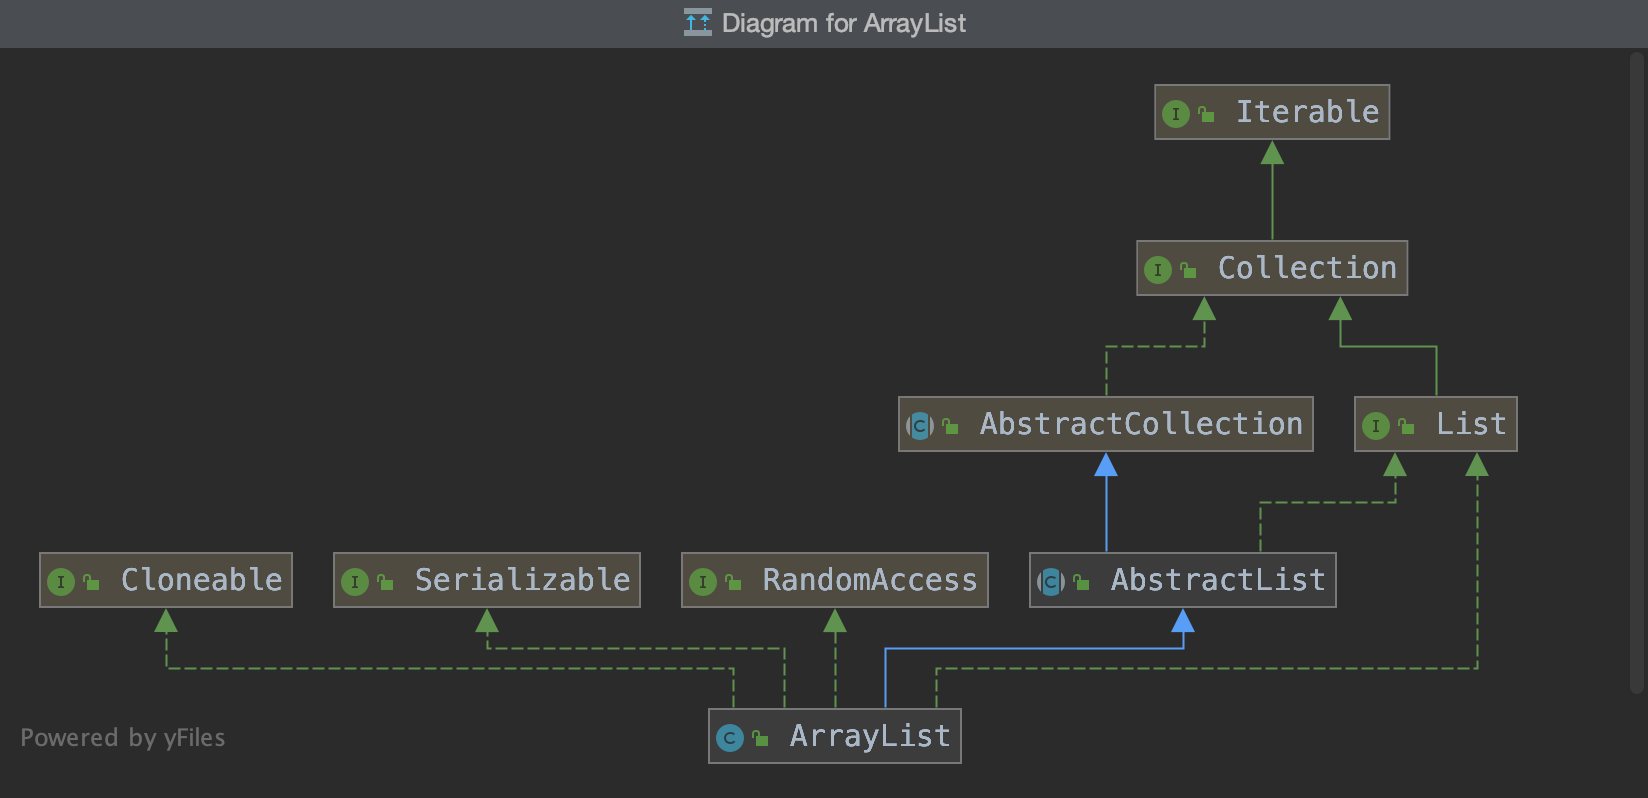 Diagram for ArrayList
I Iterable
I Collection
C AbstractCollection
I List
I Cloneable
I Serializable
I RandomAccess
C AbstractList
C ArrayList
Powered by yFiles